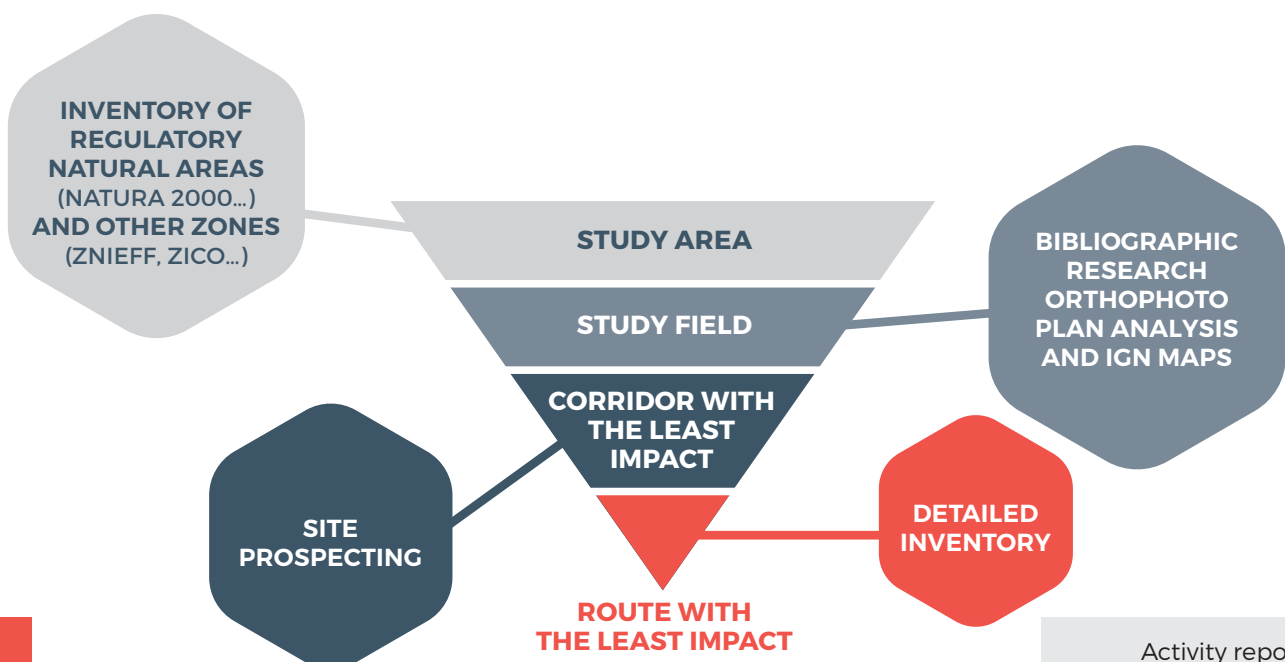 INVENTORY OF
REGULATORY
NATURAL AREAS
(NATURA 2000...)
AND OTHER ZONES
(ZNIEFF, ZICO...)
STUDY AREA
STUDY FIELD
CORRIDOR WITH
THE LEAST
IMPACT
BIBLIOGRAPHIC
RESEARCH
ORTHOPHOTO
PLAN ANALYSIS
AND IGN MAPS
SITE
PROSPECTING
DETAILED
INVENTORY
ROUTE WITH
THE LEAST IMPACT
Activity